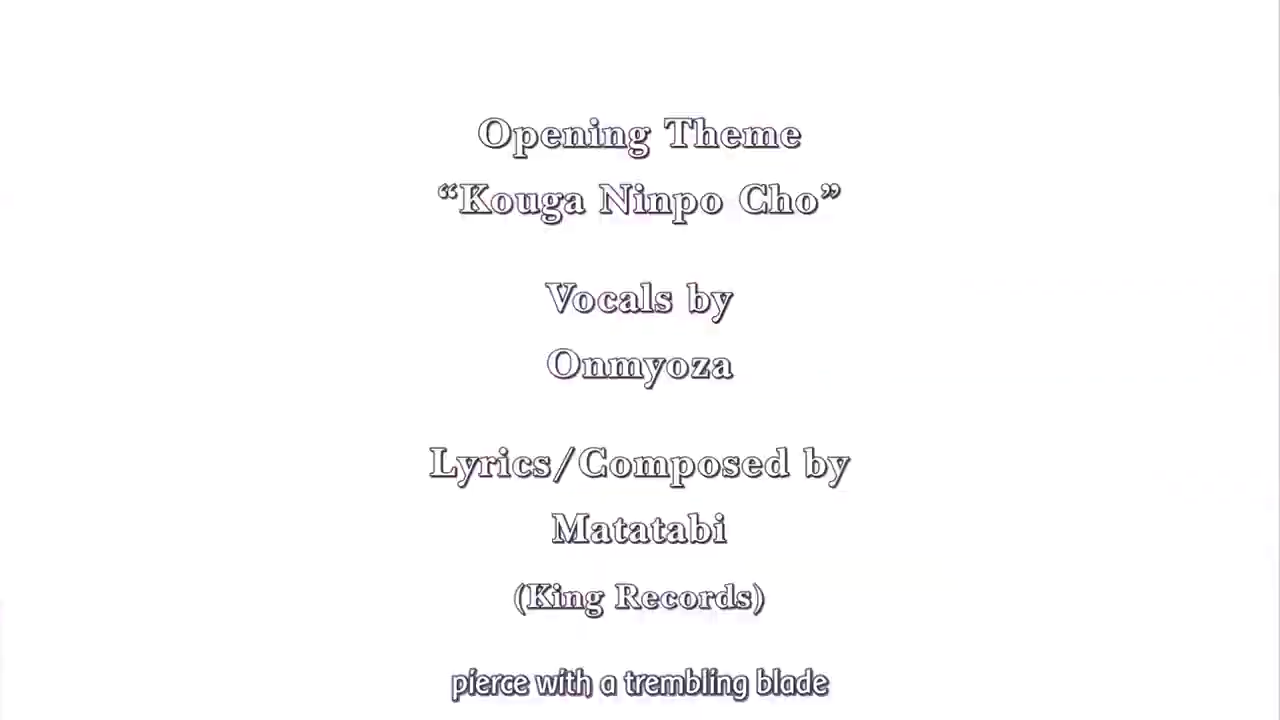 Opening Theme
“Kouga Ninpo Cho”
Vocals by
Onmyoza
Lyrics/Composed by
Matatabi
(King Records)
pierce with a trembling blade